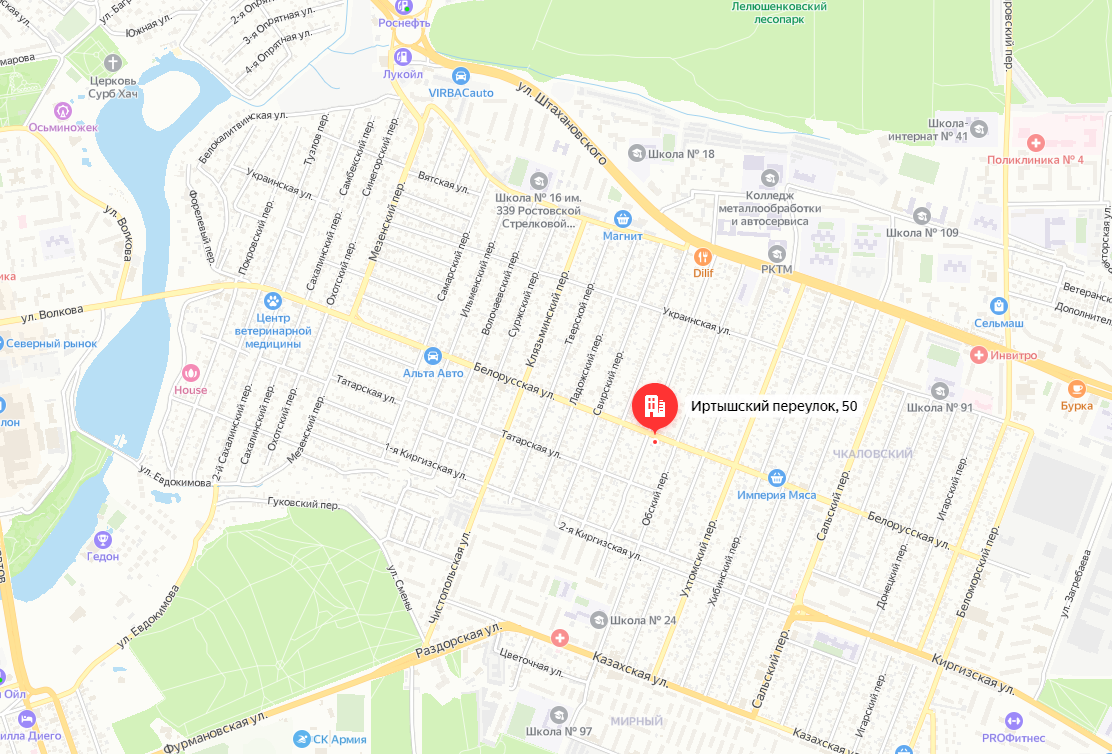 Роснефть
Лукойл
VIRBACauto
Южная ул.
2-я Опрятная ул.
3-я Опрятная ул.
4-я Опрятная ул.
Церковь
Сурб Хач
Осьминожек
Лелюшенковский
лесопарк
ул. Штахановского
Белокалитвинская ул.
Тузлов пер.
Самбекский пер.
Синегорский пер.
Украинская ул.
Вятская ул.
Мезенский пер.
Форелевый пер.
Покровский пер.
Сахалинский пер.
Охотский пер.
ул. Волкова
ул. Волкова
Школа № 16 им.
339 Ростовской
Стрелковой...
Школа № 18
Магнит
Dilif
Колледж
металлообработки
и автосервиса
РКТМ
Школа-
интернат № 41
Поликлиника № 4
Школа № 109
Сельмаш
Инвитро
Бурка
Школа № 91
Самарский пер.
Ильменский пер.
Волочаевский пер.
Суржский пер.
Клязьминский пер.
Тверской пер.
Ладожский пер.
Свирский пер.
Украинская ул.
Северный рынок
Центр
ветеринарной
медицины
House
Альта Авто
Белорусская ул.
Татарская ул.
Иртышский переулок, 50
ЧКАЛОВСКИЙ
Империя Мяса
2-й Сахалинский пер.
Сахалинский пер.
Охотский пер.
Мезенский пер.
Татарская ул.
1-я Киргизская ул.
2-я Киргизская ул.
Обский пер.
Сальский пер.
Белорусская ул.
Игарский пер.
ул. Евдокимова
Гуковский пер.
Гедон
ул. Смены
Чистопольская ул.
Ухтомский пер.
Хибинский пер.
Донецкий пер.
Беломорский пер.
ул. Загребаева
ул. Евдокимова
Раздорская ул.
Школа № 24
Казахская ул.
Цветочная ул.
Сальский пер.
Киргизская ул.
Игарский пер.
Школа № 97
МИРНЫЙ
Казахская ул.
PROФитнес
Фурмановская ул.
СК Армия